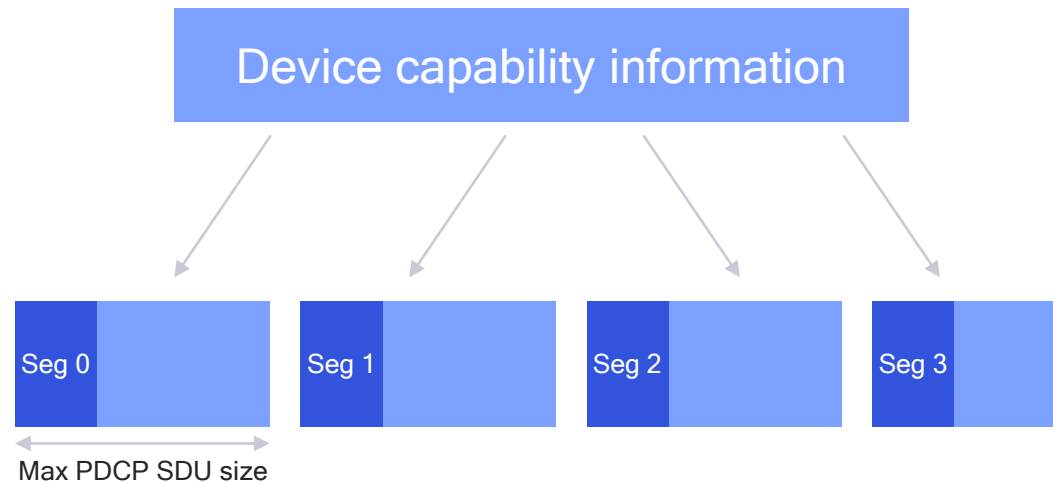 Device capability information
Seg 0
Seg 1
Seg 2
Seg 3
Max PDCP SDU size